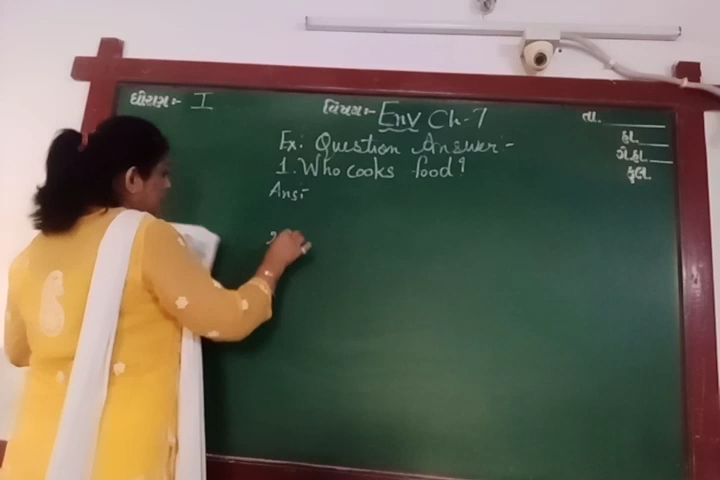 ધોરણ:- I વિષય:- Env Ch-7 તા.
Ex: Question Answer:-
હા.
1. Who cooks food?
ગે.હા.
કુલ.
Ans:-